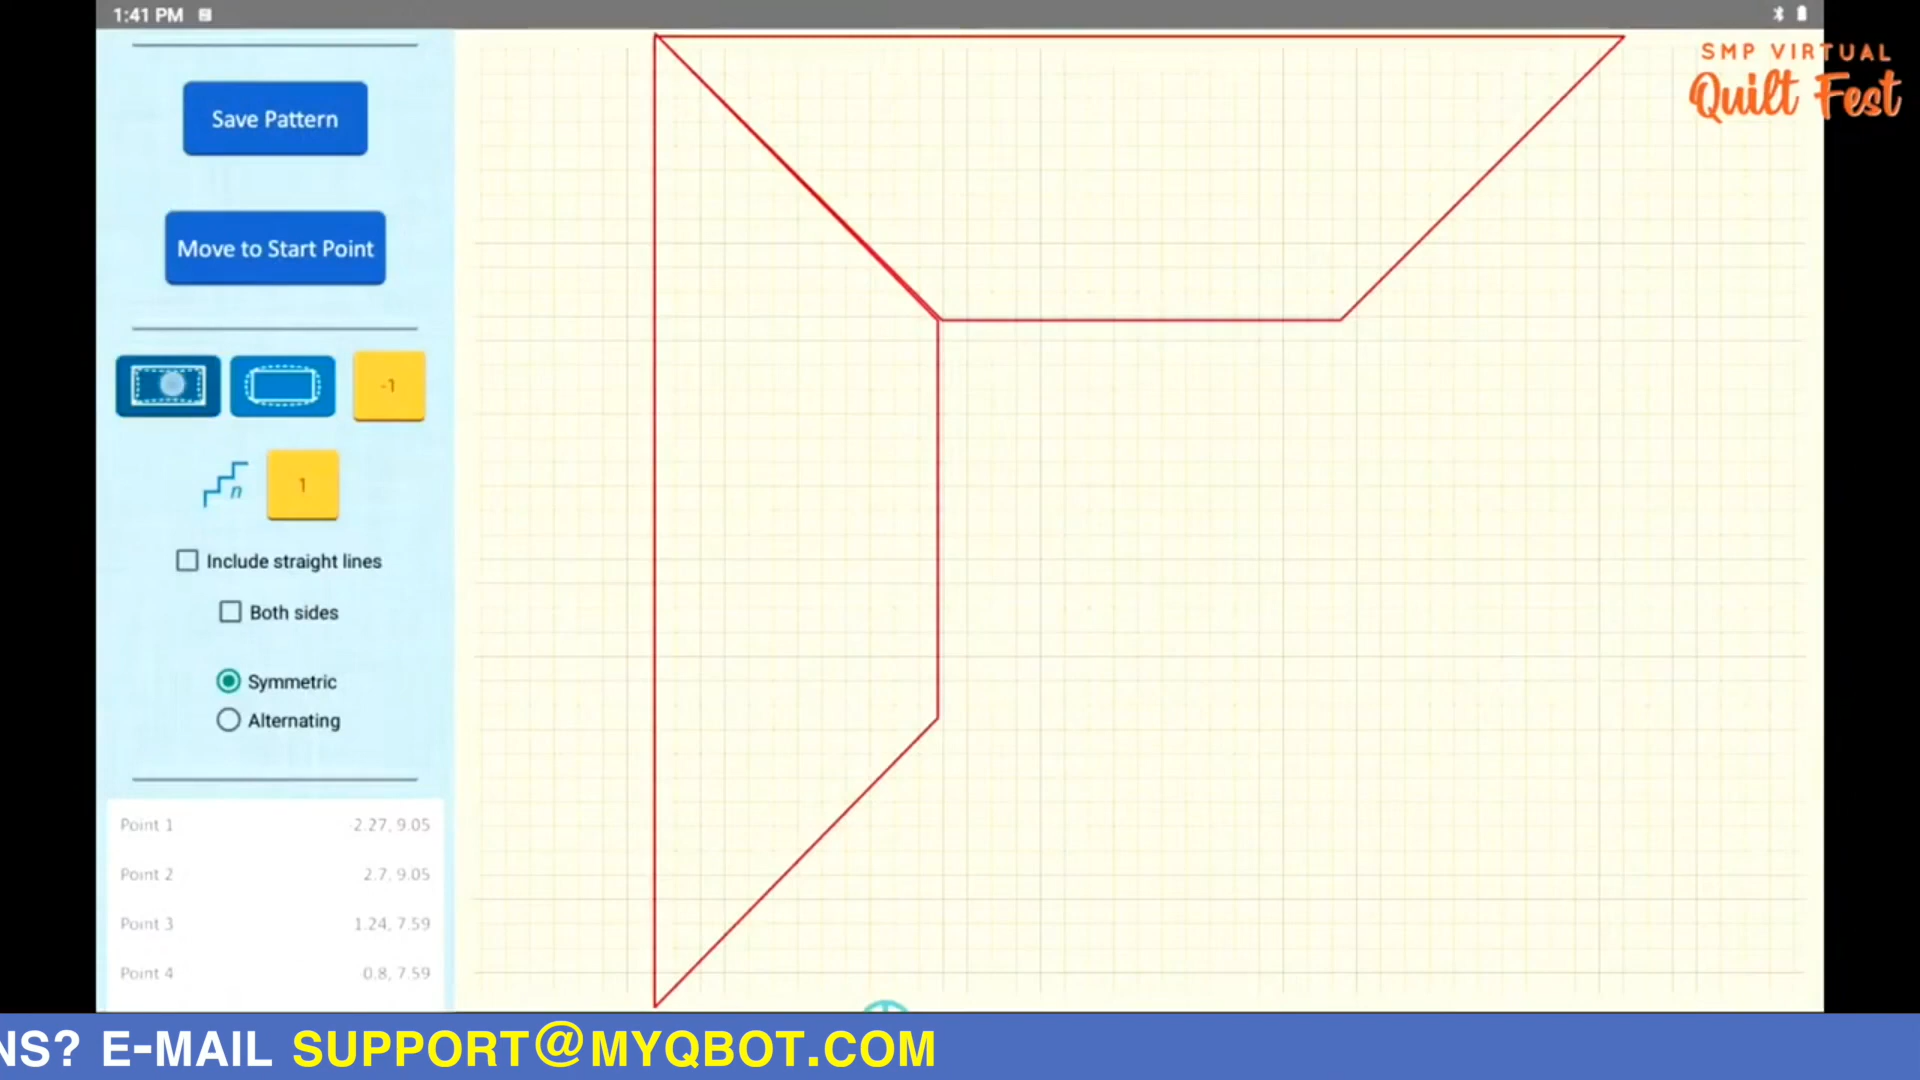 1:41 PM
SMP VIRTUAL
Quilt Fest
Save Pattern
Move to Start Point
-1
n
1
Include straight lines
Both sides
Symmetric
Alternating
Point 1 -2.27, 9.05
Point 2 2.7, 9.05
Point 3 1.24, 7.59
Point 4 0.8, 7.59
NS? E-MAIL SUPPORT@MYQBOT.COM